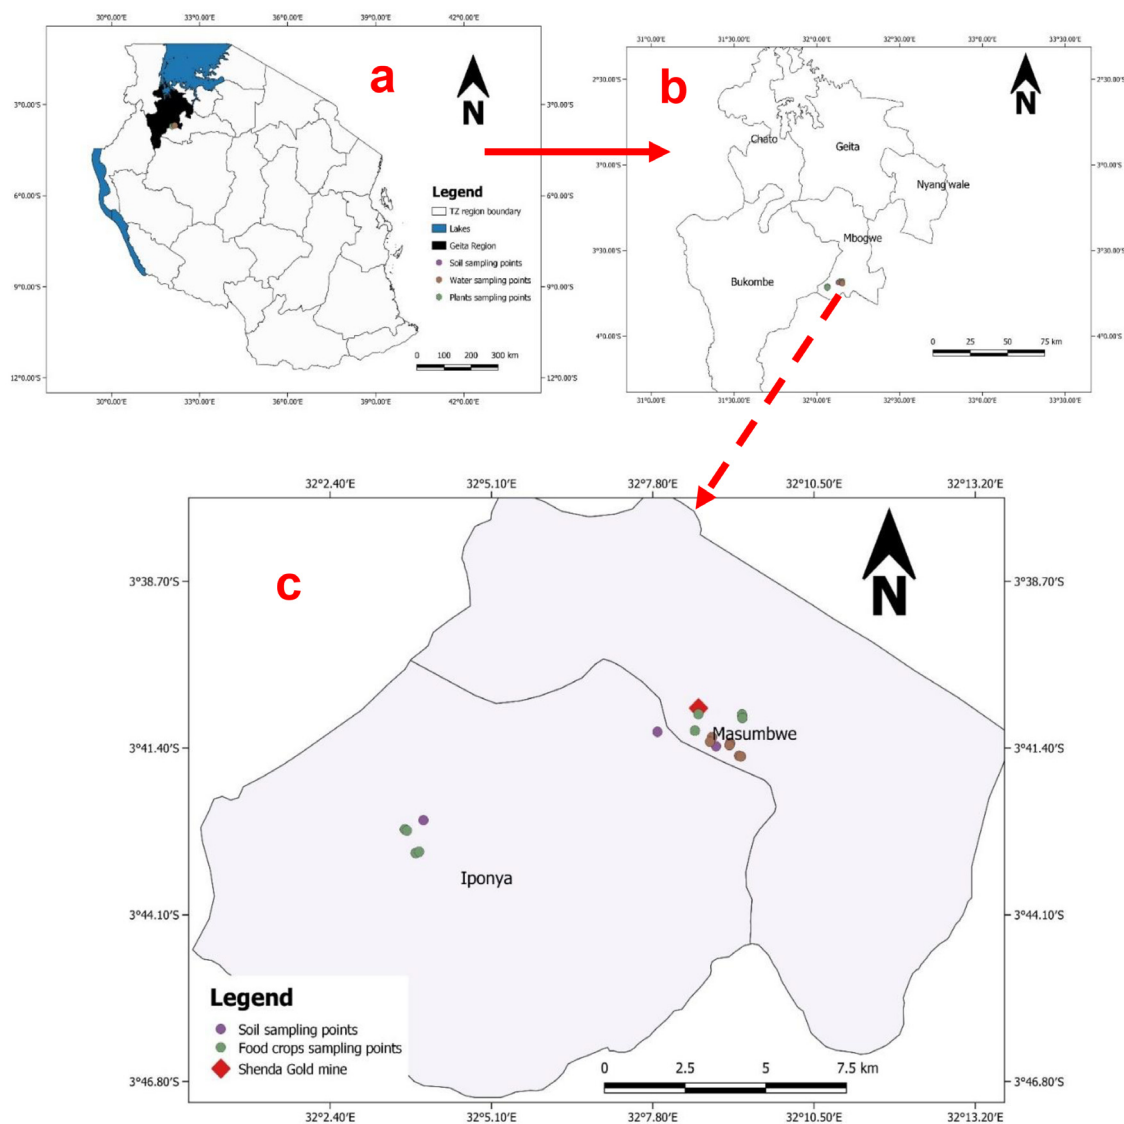 30°0.00'E 33°0.00'E 36°0.00'E 39°0.00'E 42°0.00'E
a
N
3°0.00'S 3°0.00'S
6°0.00'S 6°0.00'S
9°0.00'S 9°0.00'S
12°0.00'S 12°0.00'S
Legend
TZ region boundary
Lakes
Geita Region
Soil sampling points
Water sampling points
Plants sampling points
0 100 200 300 km
30°0.00'E 33°0.00'E 36°0.00'E 39°0.00'E 42°0.00'E
31°0.00'E 31°30.00'E 32°0.00'E 32°30.00'E 33°0.00'E 33°30.00'E
b
N
2°30.00'S 2°30.00'S
3°0.00'S 3°0.00'S
3°30.00'S 3°30.00'S
4°0.00'S 4°0.00'S
Chato
Geita
Nyang'wale
Mbogwe
Bukombe
0 25 50 75 km
31°0.00'E 31°30.00'E 32°0.00'E 32°30.00'E 33°0.00'E 33°30.00'E
32°2.40'E 32°5.10'E 32°7.80'E 32°10.50'E 32°13.20'E
c
N
3°38.70'S 3°38.70'S
3°41.40'S 3°41.40'S
3°44.10'S 3°44.10'S
3°46.80'S 3°46.80'S
Masumbwe
Iponya
Legend
Soil sampling points
Food crops sampling points
Shenda Gold mine
0 2.5 5 7.5 km
32°2.40'E 32°5.10'E 32°7.80'E 32°10.50'E 32°13.20'E